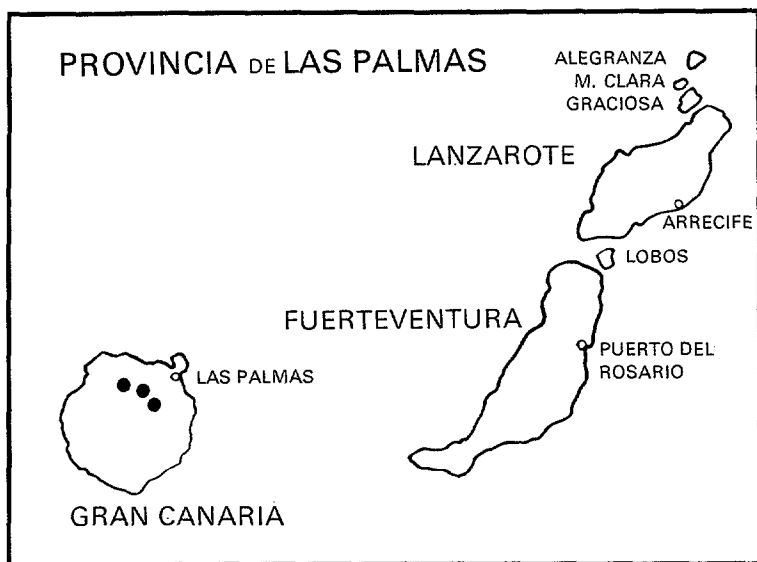 PROVINCIA DE LAS PALMAS
ALEGRANZA
M. CLARA
GRACIOSA
LANZAROTE
ARRECIFE
LOBOS
FUERTEVENTURA
PUERTO DEL
ROSARIO
LAS PALMAS
GRAN CANARIA